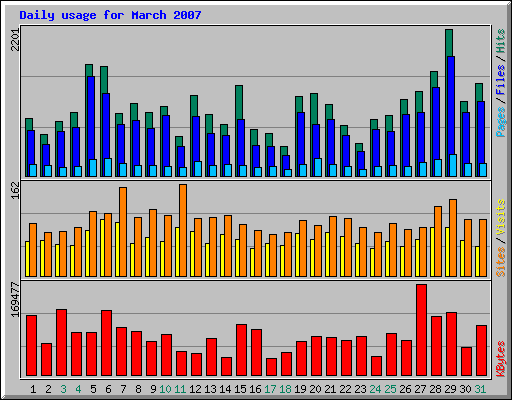 Daily usage for March 2007
2201
Pages / Files / Hits
162
Sites / Visits
169477
KBytes
1 2 3 4 5 6 7 8 9 10 11 12 13 14 15 16 17 18 19 20 21 22 23 24 25 26 27 28 29 30 31